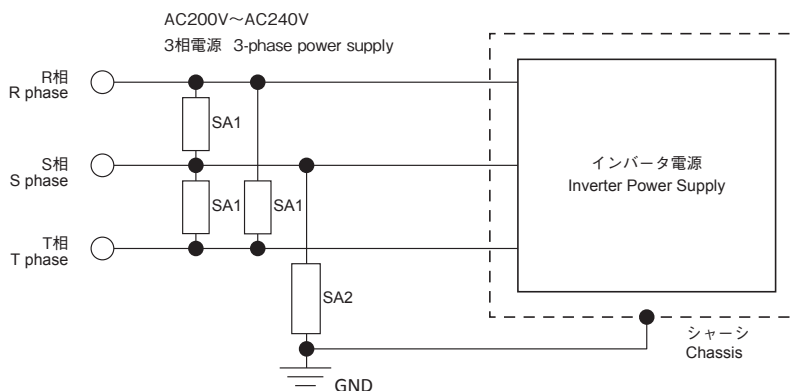 AC200V～AC240V
3相電源 3-phase power supply
R相
R phase
SA1
S相
S phase
インバータ電源
Inverter Power Supply
SA1
SA1
T相
T phase
SA2
シャーシ
Chassis
GND